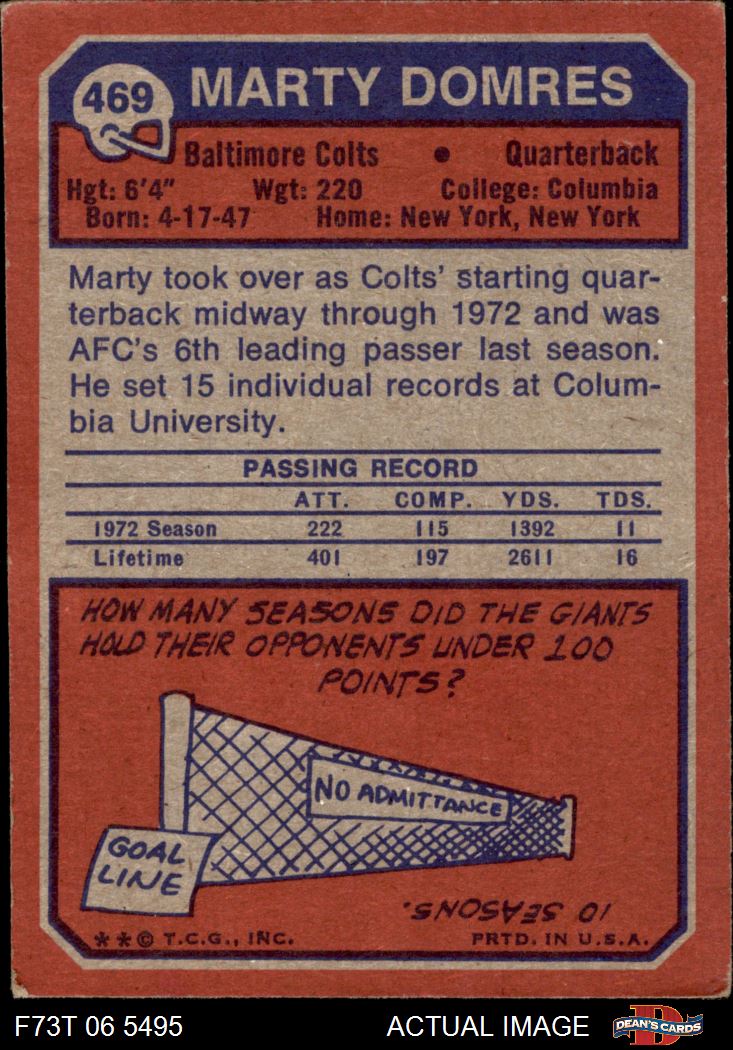 469
MARTY DOMRES
Baltimore Colts • Quarterback
Hgt: 6'4" Wgt: 220 College: Columbia
Born: 4-17-47 Home: New York, New York
Marty took over as Colts' starting quar-
terback midway through 1972 and was
AFC's 6th leading passer last season.
He set 15 individual records at Colum-
bia University.
PASSING RECORD
ATT. COMP. YDS. TDS.
1972 Season 222 115 1392 11
Lifetime 401 197 2611 16
HOW MANY SEASONS DID THE GIANTS
HOLD THEIR OPPONENTS UNDER 100
POINTS?
NO ADMITTANCE
GOAL
LINE
10 SEASONS.
**© T.C.G., INC. PRTD. IN U.S.A.
F73T 06 5495 ACTUAL IMAGE D DEAN'S CARDS